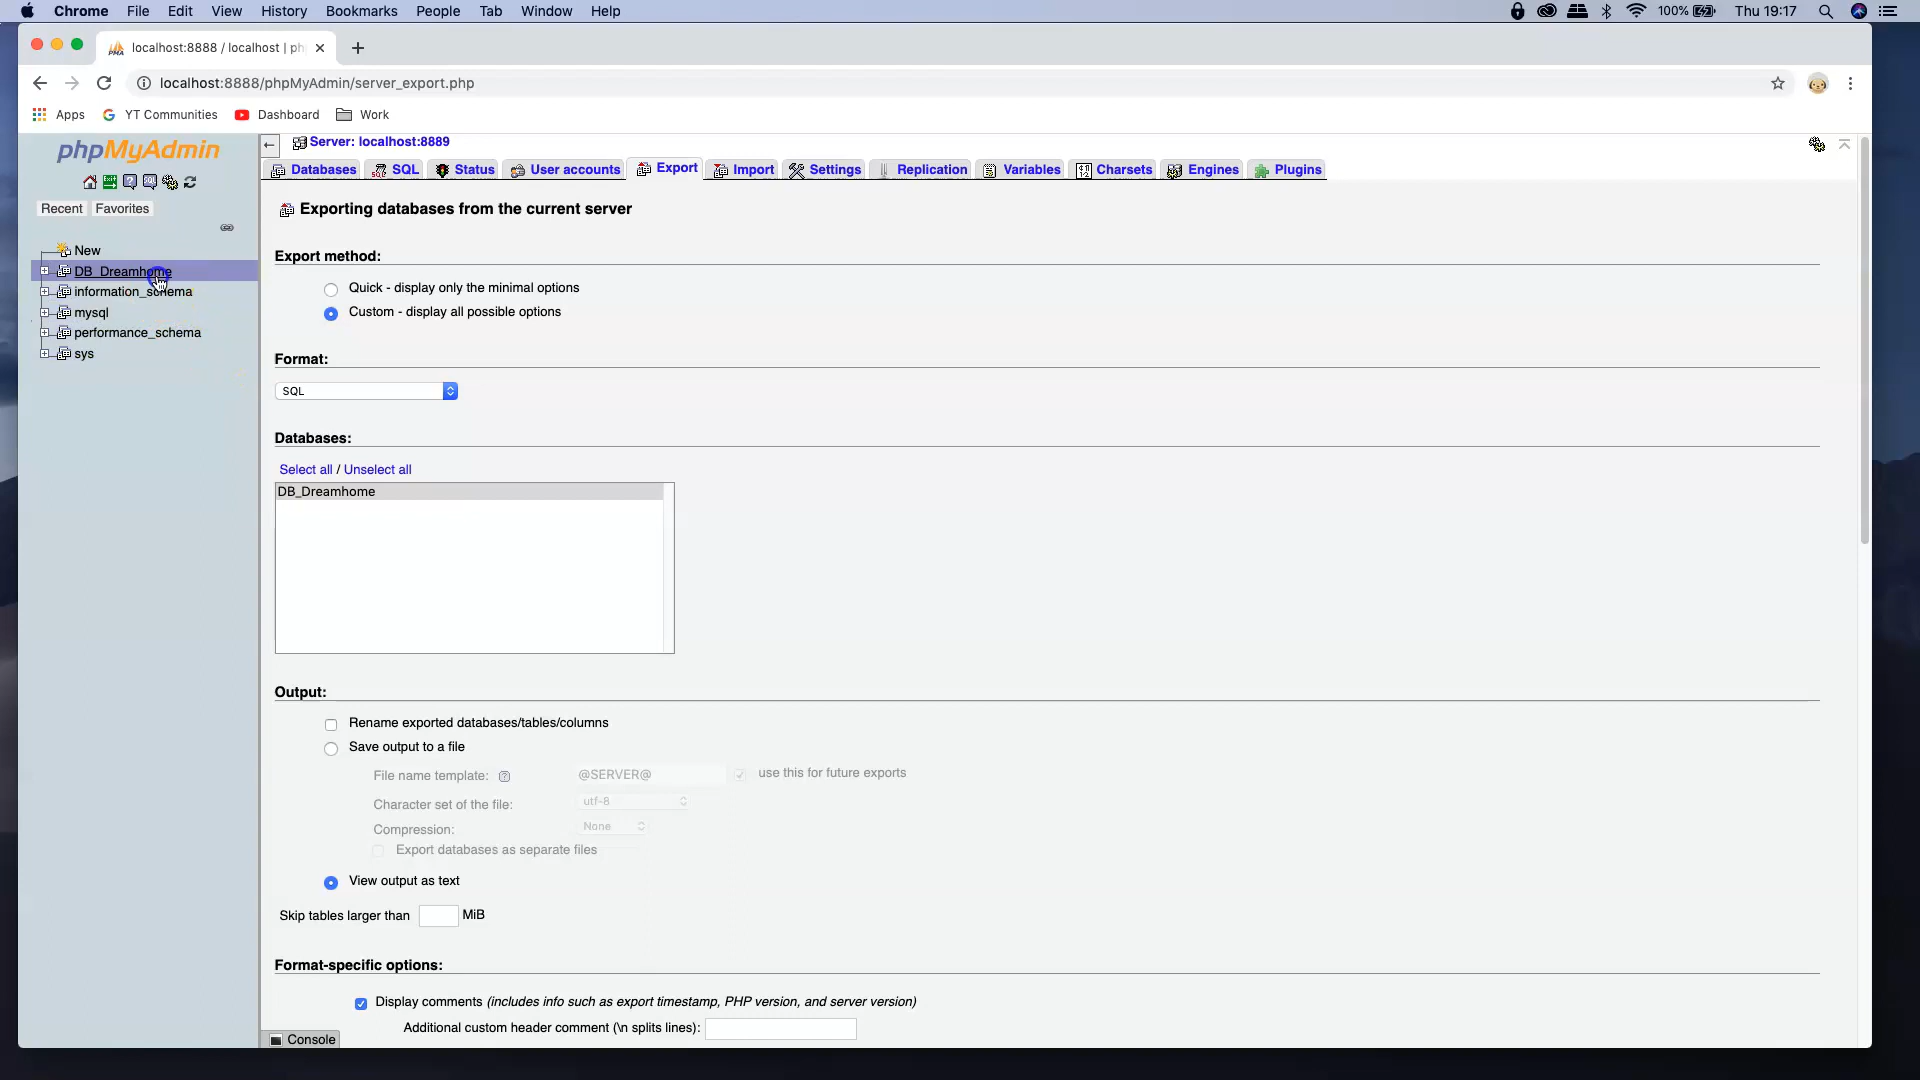 Chrome File Edit View History Bookmarks People Tab Window Help 100% Thu 19:17
localhost:8888 / localhost | ph
localhost:8888/phpMyAdmin/server_export.php
Apps YT Communities Dashboard Work
phpMyAdmin
Recent Favorites
New
DB_Dreamhome
information_schema
mysql
performance_schema
sys
Server: localhost:8889
Databases SQL Status User accounts Export Import Settings Replication Variables Charsets Engines Plugins
Exporting databases from the current server
Export method:
Quick - display only the minimal options
Custom - display all possible options
Format:
SQL
Databases:
Select all / Unselect all
DB_Dreamhome
Output:
Rename exported databases/tables/columns
Save output to a file
File name template: @SERVER@ use this for future exports
Character set of the file: utf-8
Compression: None
Export databases as separate files
View output as text
Skip tables larger than MiB
Format-specific options:
Display comments (includes info such as export timestamp, PHP version, and server version)
Additional custom header comment (\n splits lines):
Console